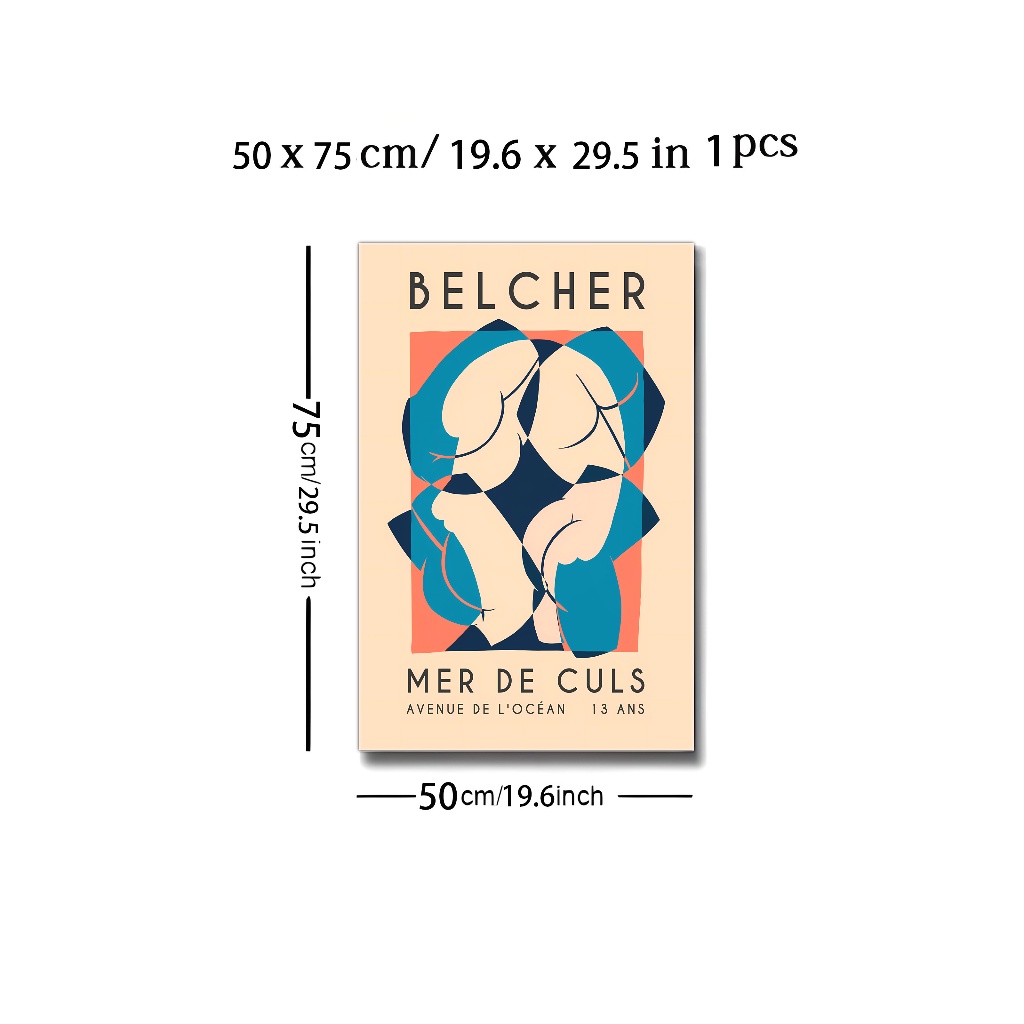 50 x 75 cm/ 19.6 x 29.5 in 1 pcs
BELCHER
75cm/29.5inch
MER DE CULS
AVENUE DE L'OCÉAN 13 ANS
50cm/19.6inch